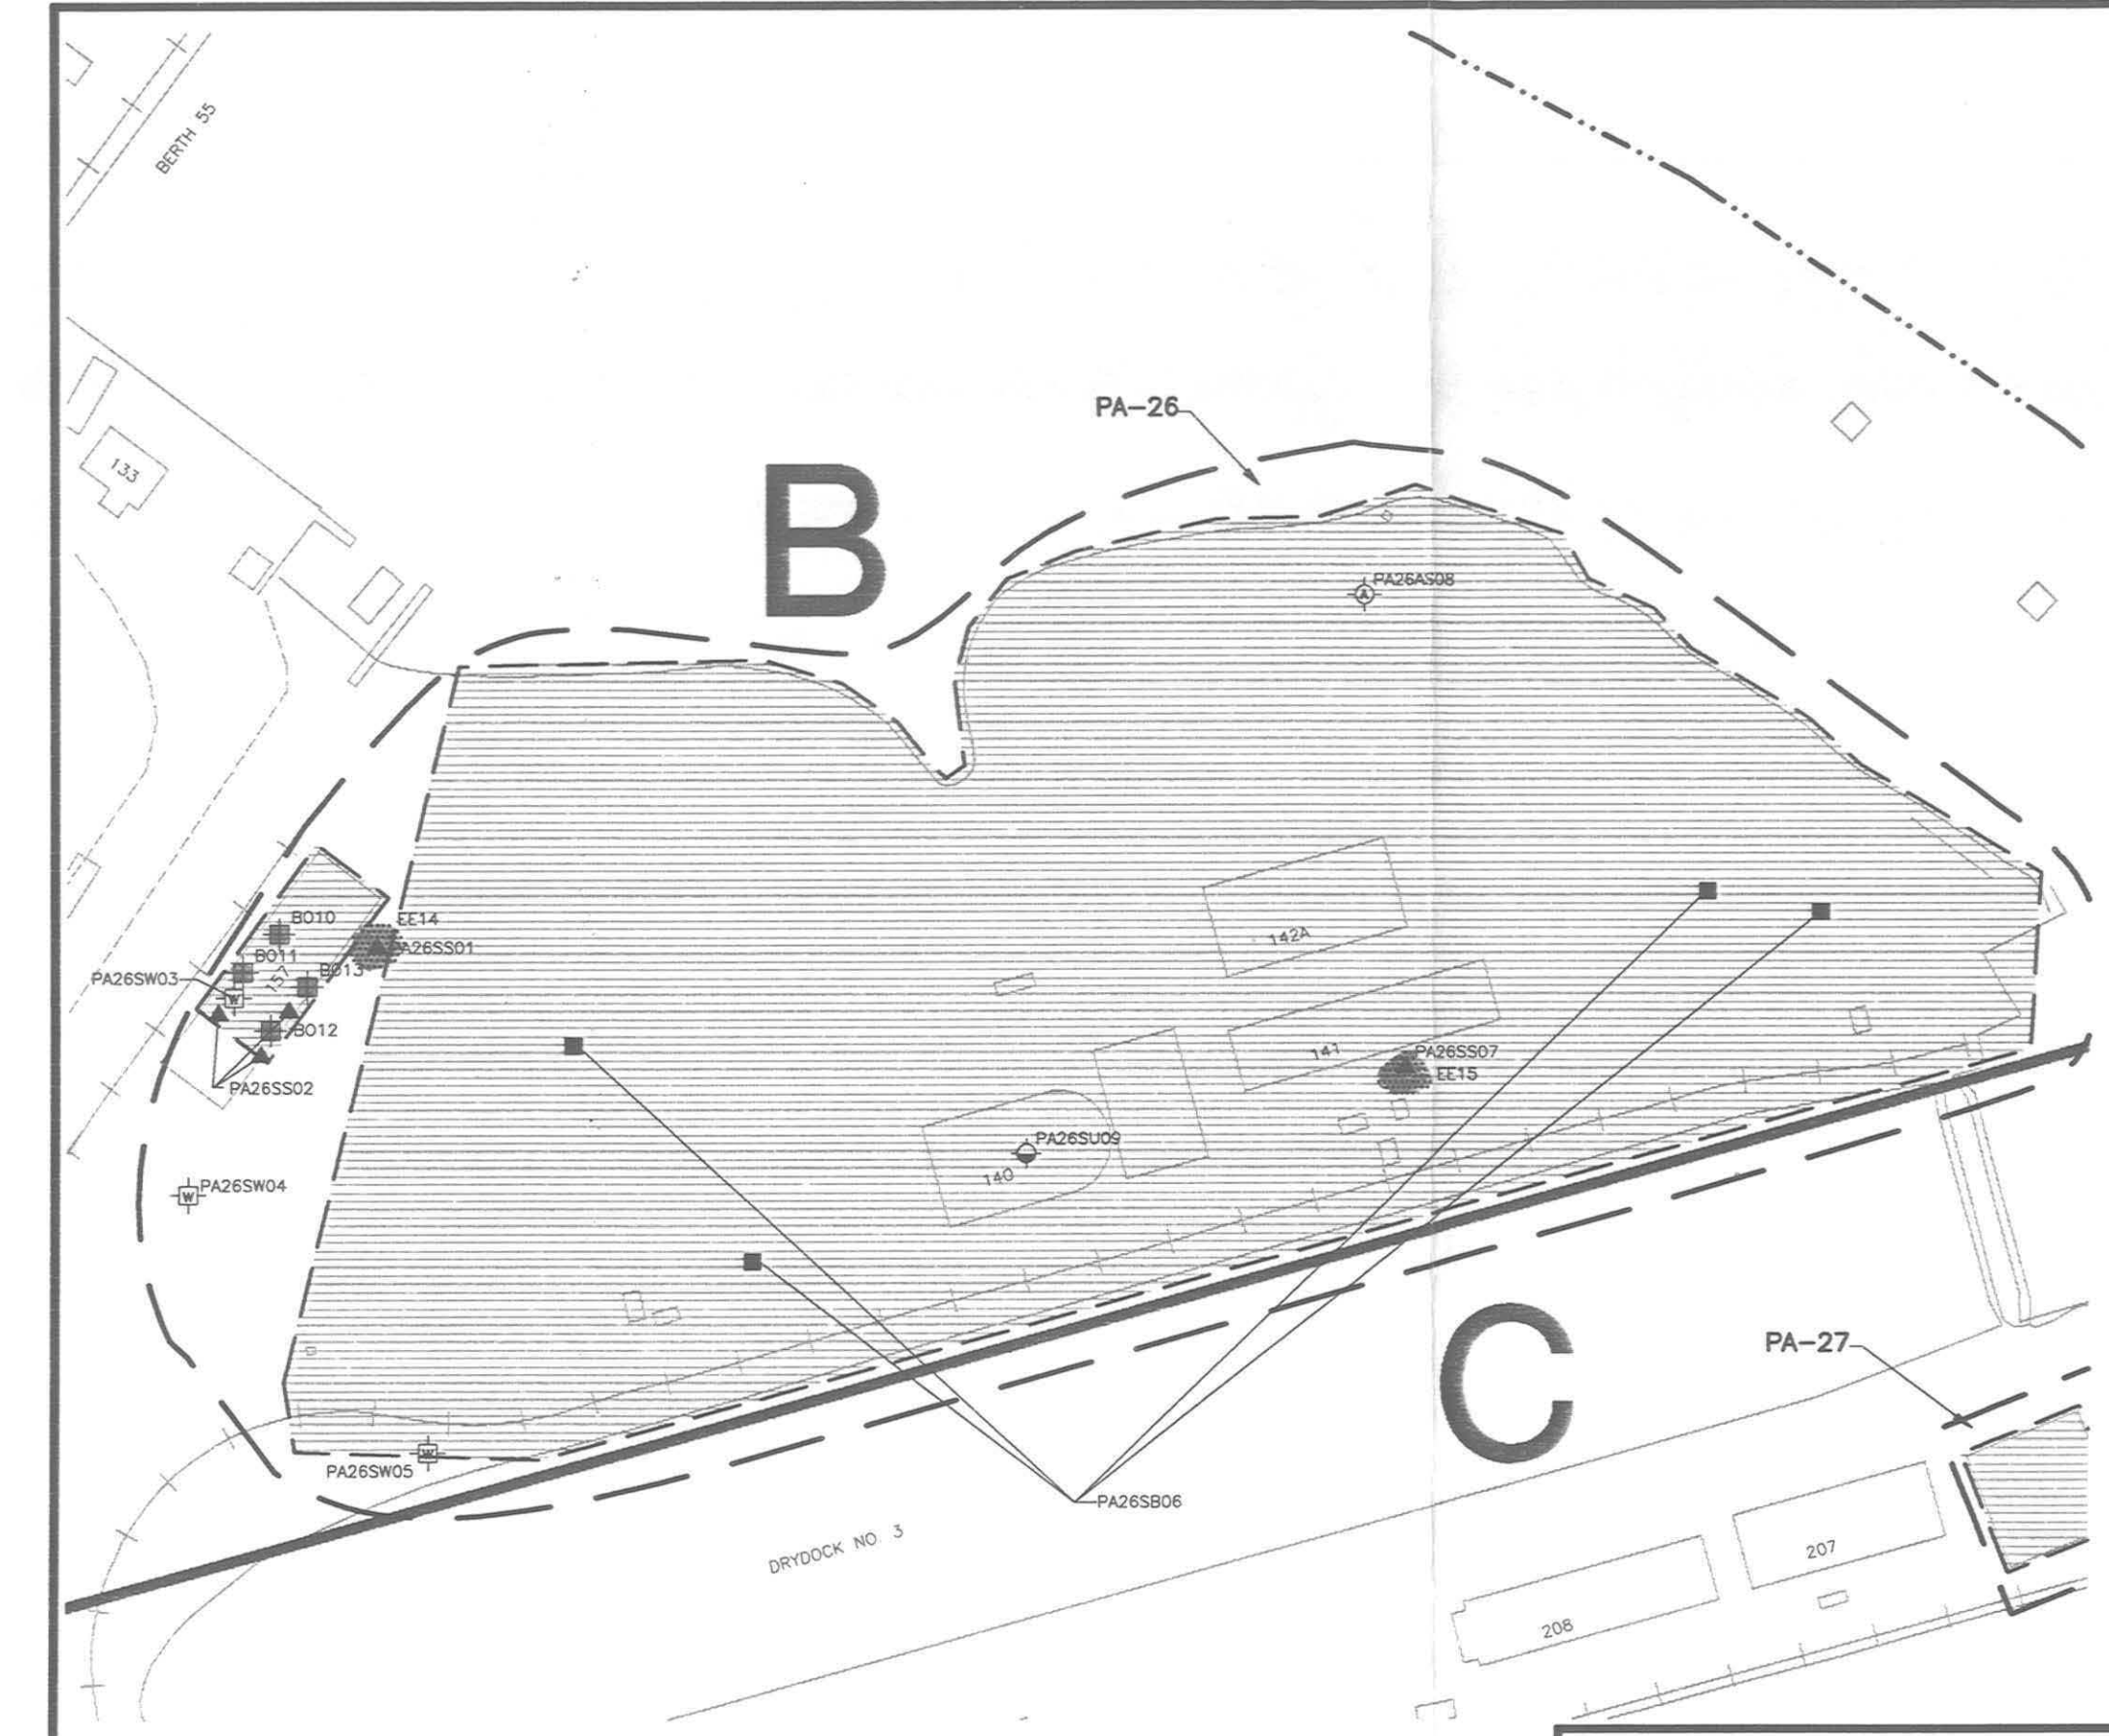 BERTH 55
PA-26
133
B
PA26AS08
BO10
EE14
PA26SS01
BO11
BO13
157
PA26SW03
142A
BO12
141
PA26SS07
EE15
PA26SS02
PA26SU09
140
PA26SW04
C
PA-27
W
PA26SW05
PA26SB06
DRYDOCK NO. 3
207
208